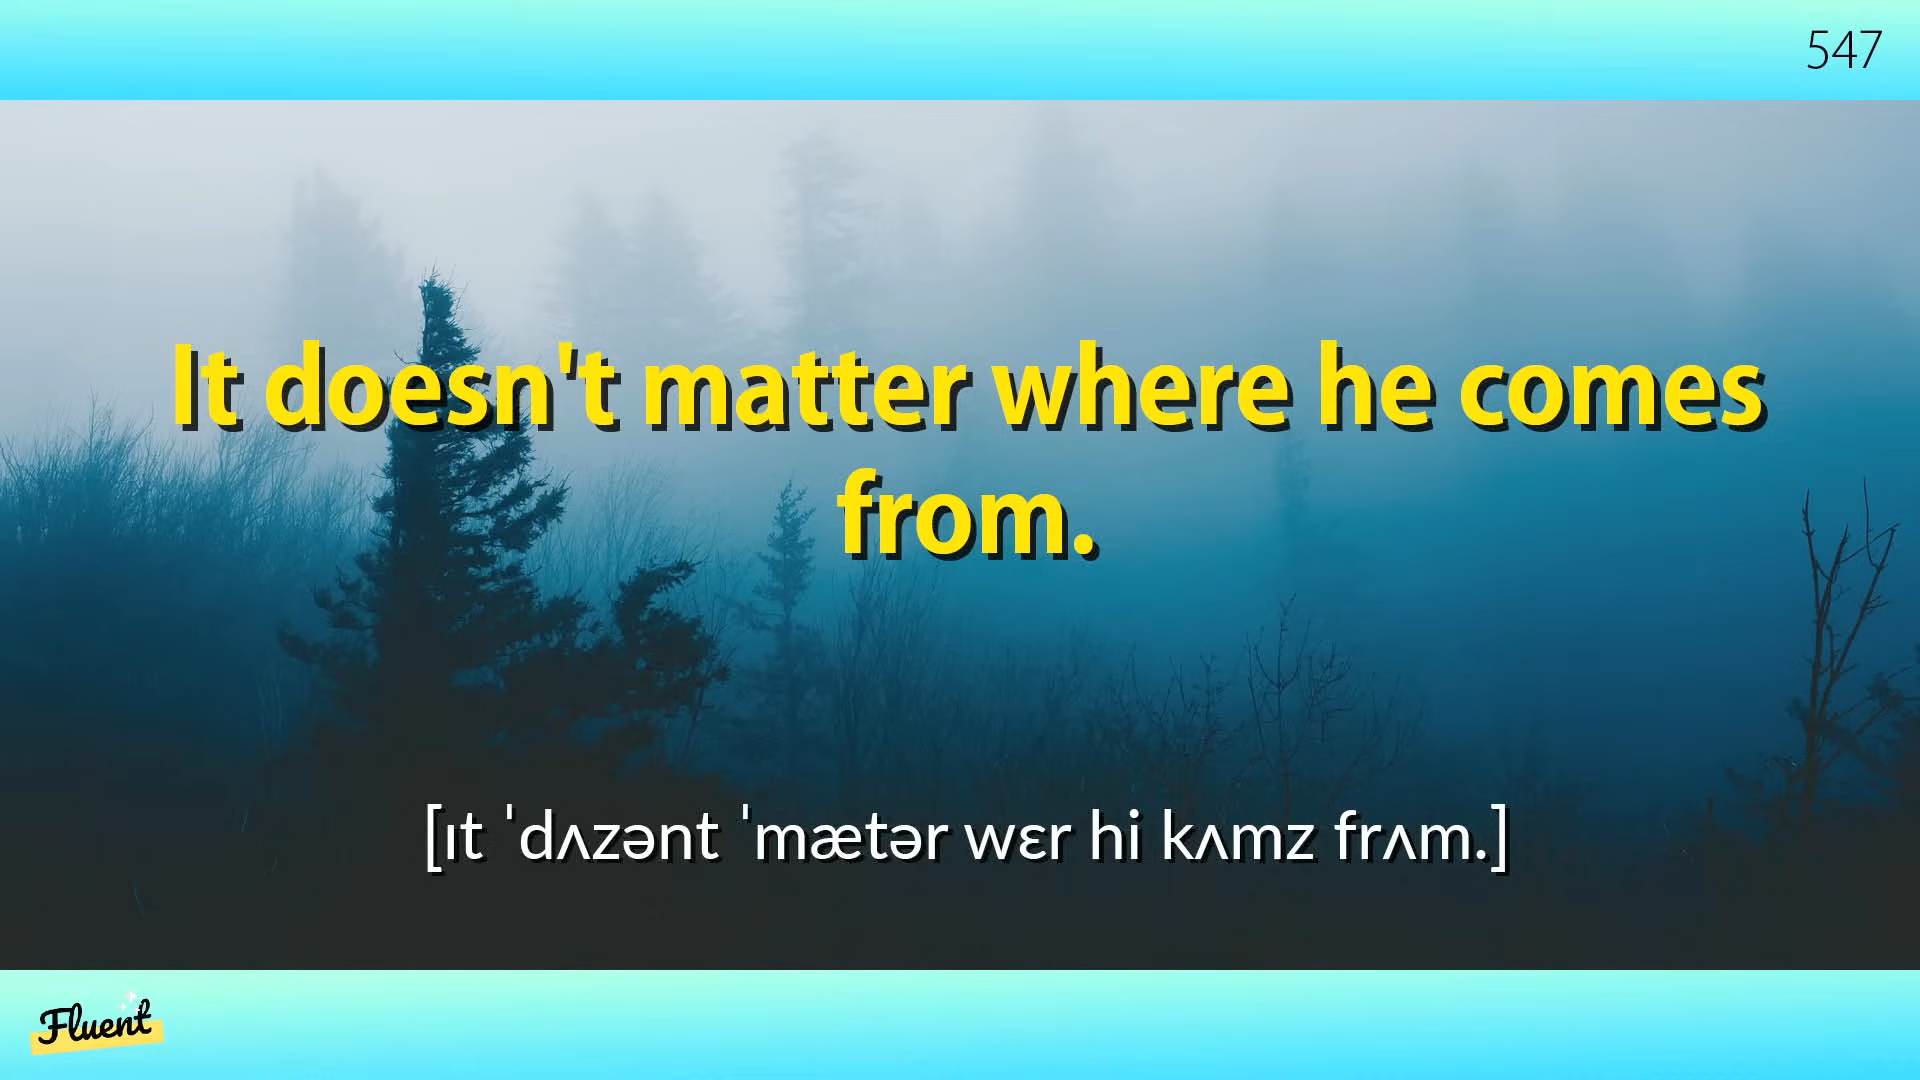 547
It doesn't matter where he comes
from.
[ɪt ˈdʌzənt ˈmætər wɛr hi kʌmz frʌm.]
Fluent